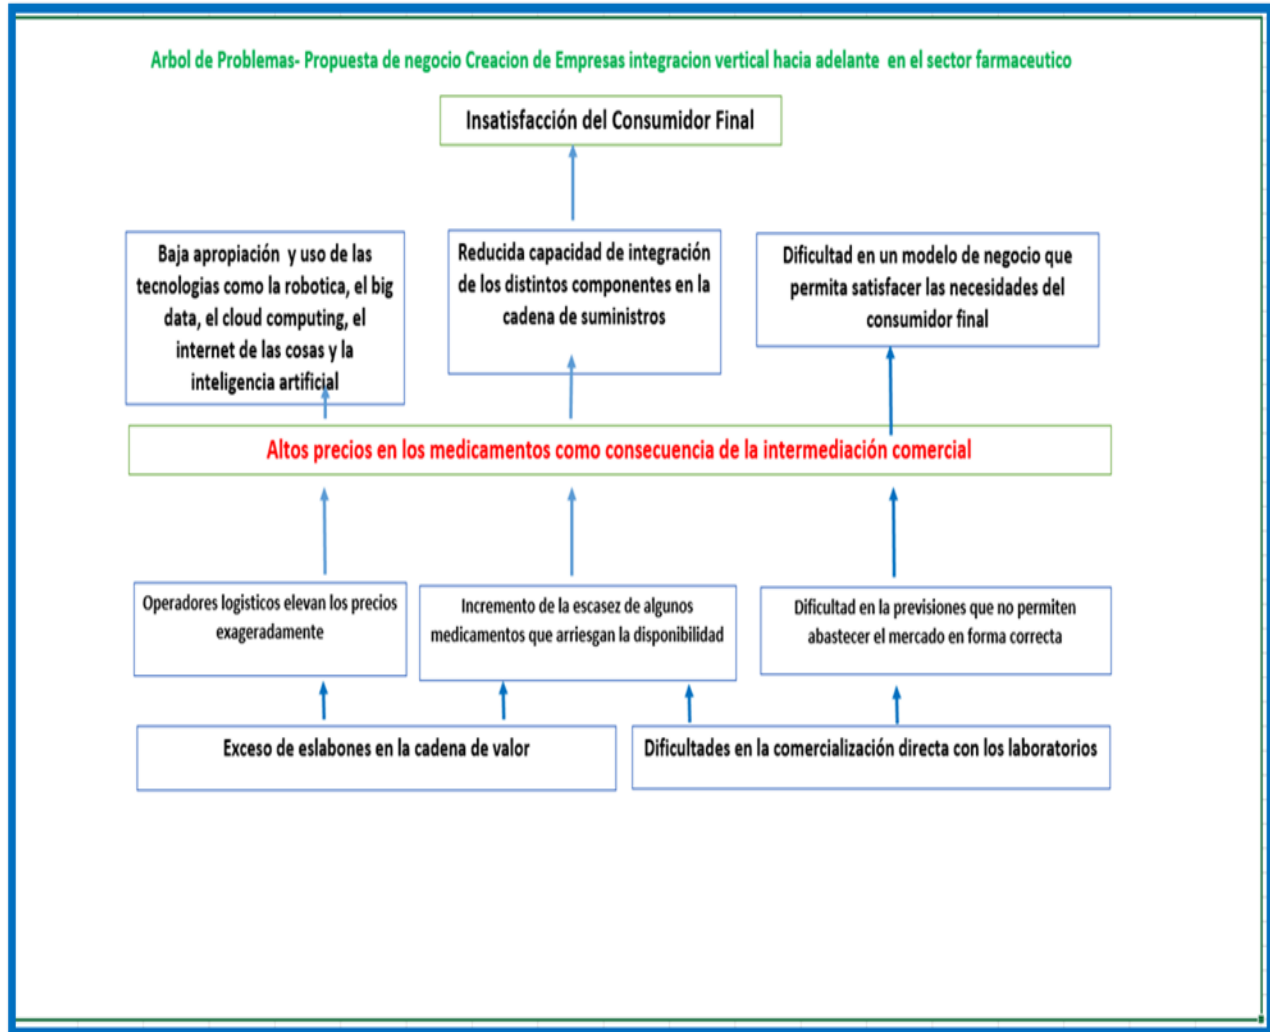 Arbol de Problemas- Propuesta de negocio Creacion de Empresas integracion vertical hacia adelante en el sector farmaceutico
Insatisfacción del Consumidor Final
Baja apropiación y uso de las
tecnologias como la robotica, el big
data, el cloud computing, el
internet de las cosas y la
inteligencia artificial
Reducida capacidad de integración
de los distintos componentes en la
cadena de suministros
Dificultad en un modelo de negocio que
permita satisfacer las necesidades del
consumidor final
Altos precios en los medicamentos como consecuencia de la intermediación comercial
Operadores logisticos elevan los precios
exageradamente
Incremento de la escasez de algunos
medicamentos que arriesgan la disponibilidad
Dificultad en la previsiones que no permiten
abastecer el mercado en forma correcta
Exceso de eslabones en la cadena de valor
Dificultades en la comercialización directa con los laboratorios